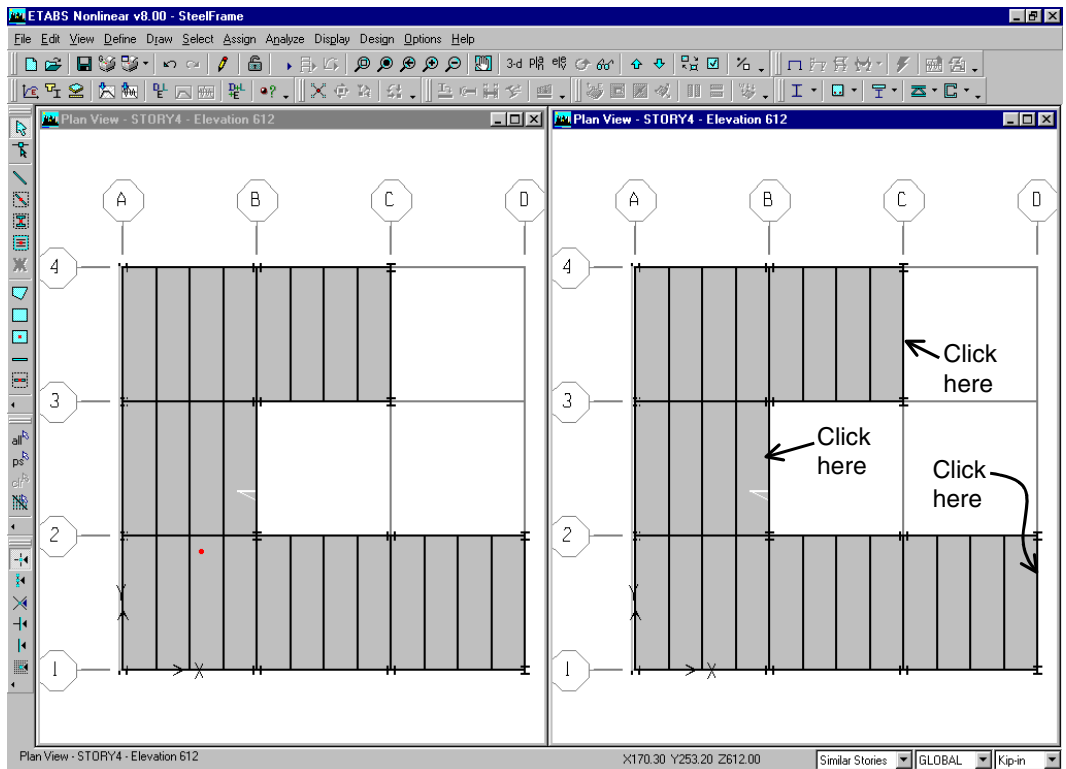 ETABS Nonlinear v8.00 - SteelFrame
File Edit View Define Draw Select Assign Analyze Display Design Options Help
3-d
Plan View - STORY4 - Elevation 612
Plan View - STORY4 - Elevation 612
A B C D
A B C D
4
4
Click
here
3
3
Click
here
Click
here
all
ps
clr
2
2
Y
Y
1
X
1
X
Plan View - STORY4 - Elevation 612
X170.30 Y253.20 Z612.00
Similar Stories
GLOBAL
Kip-in